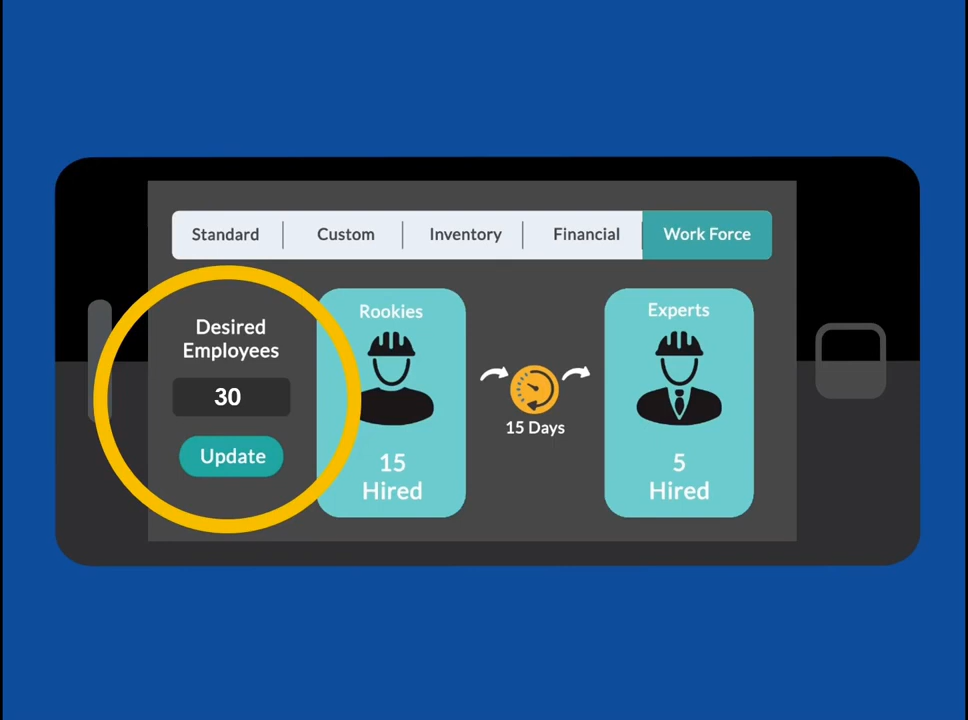 Standard
Custom
Inventory
Financial
Work Force
Desired
Employees
30
Update
Rookies
15
Hired
15 Days
Experts
5
Hired